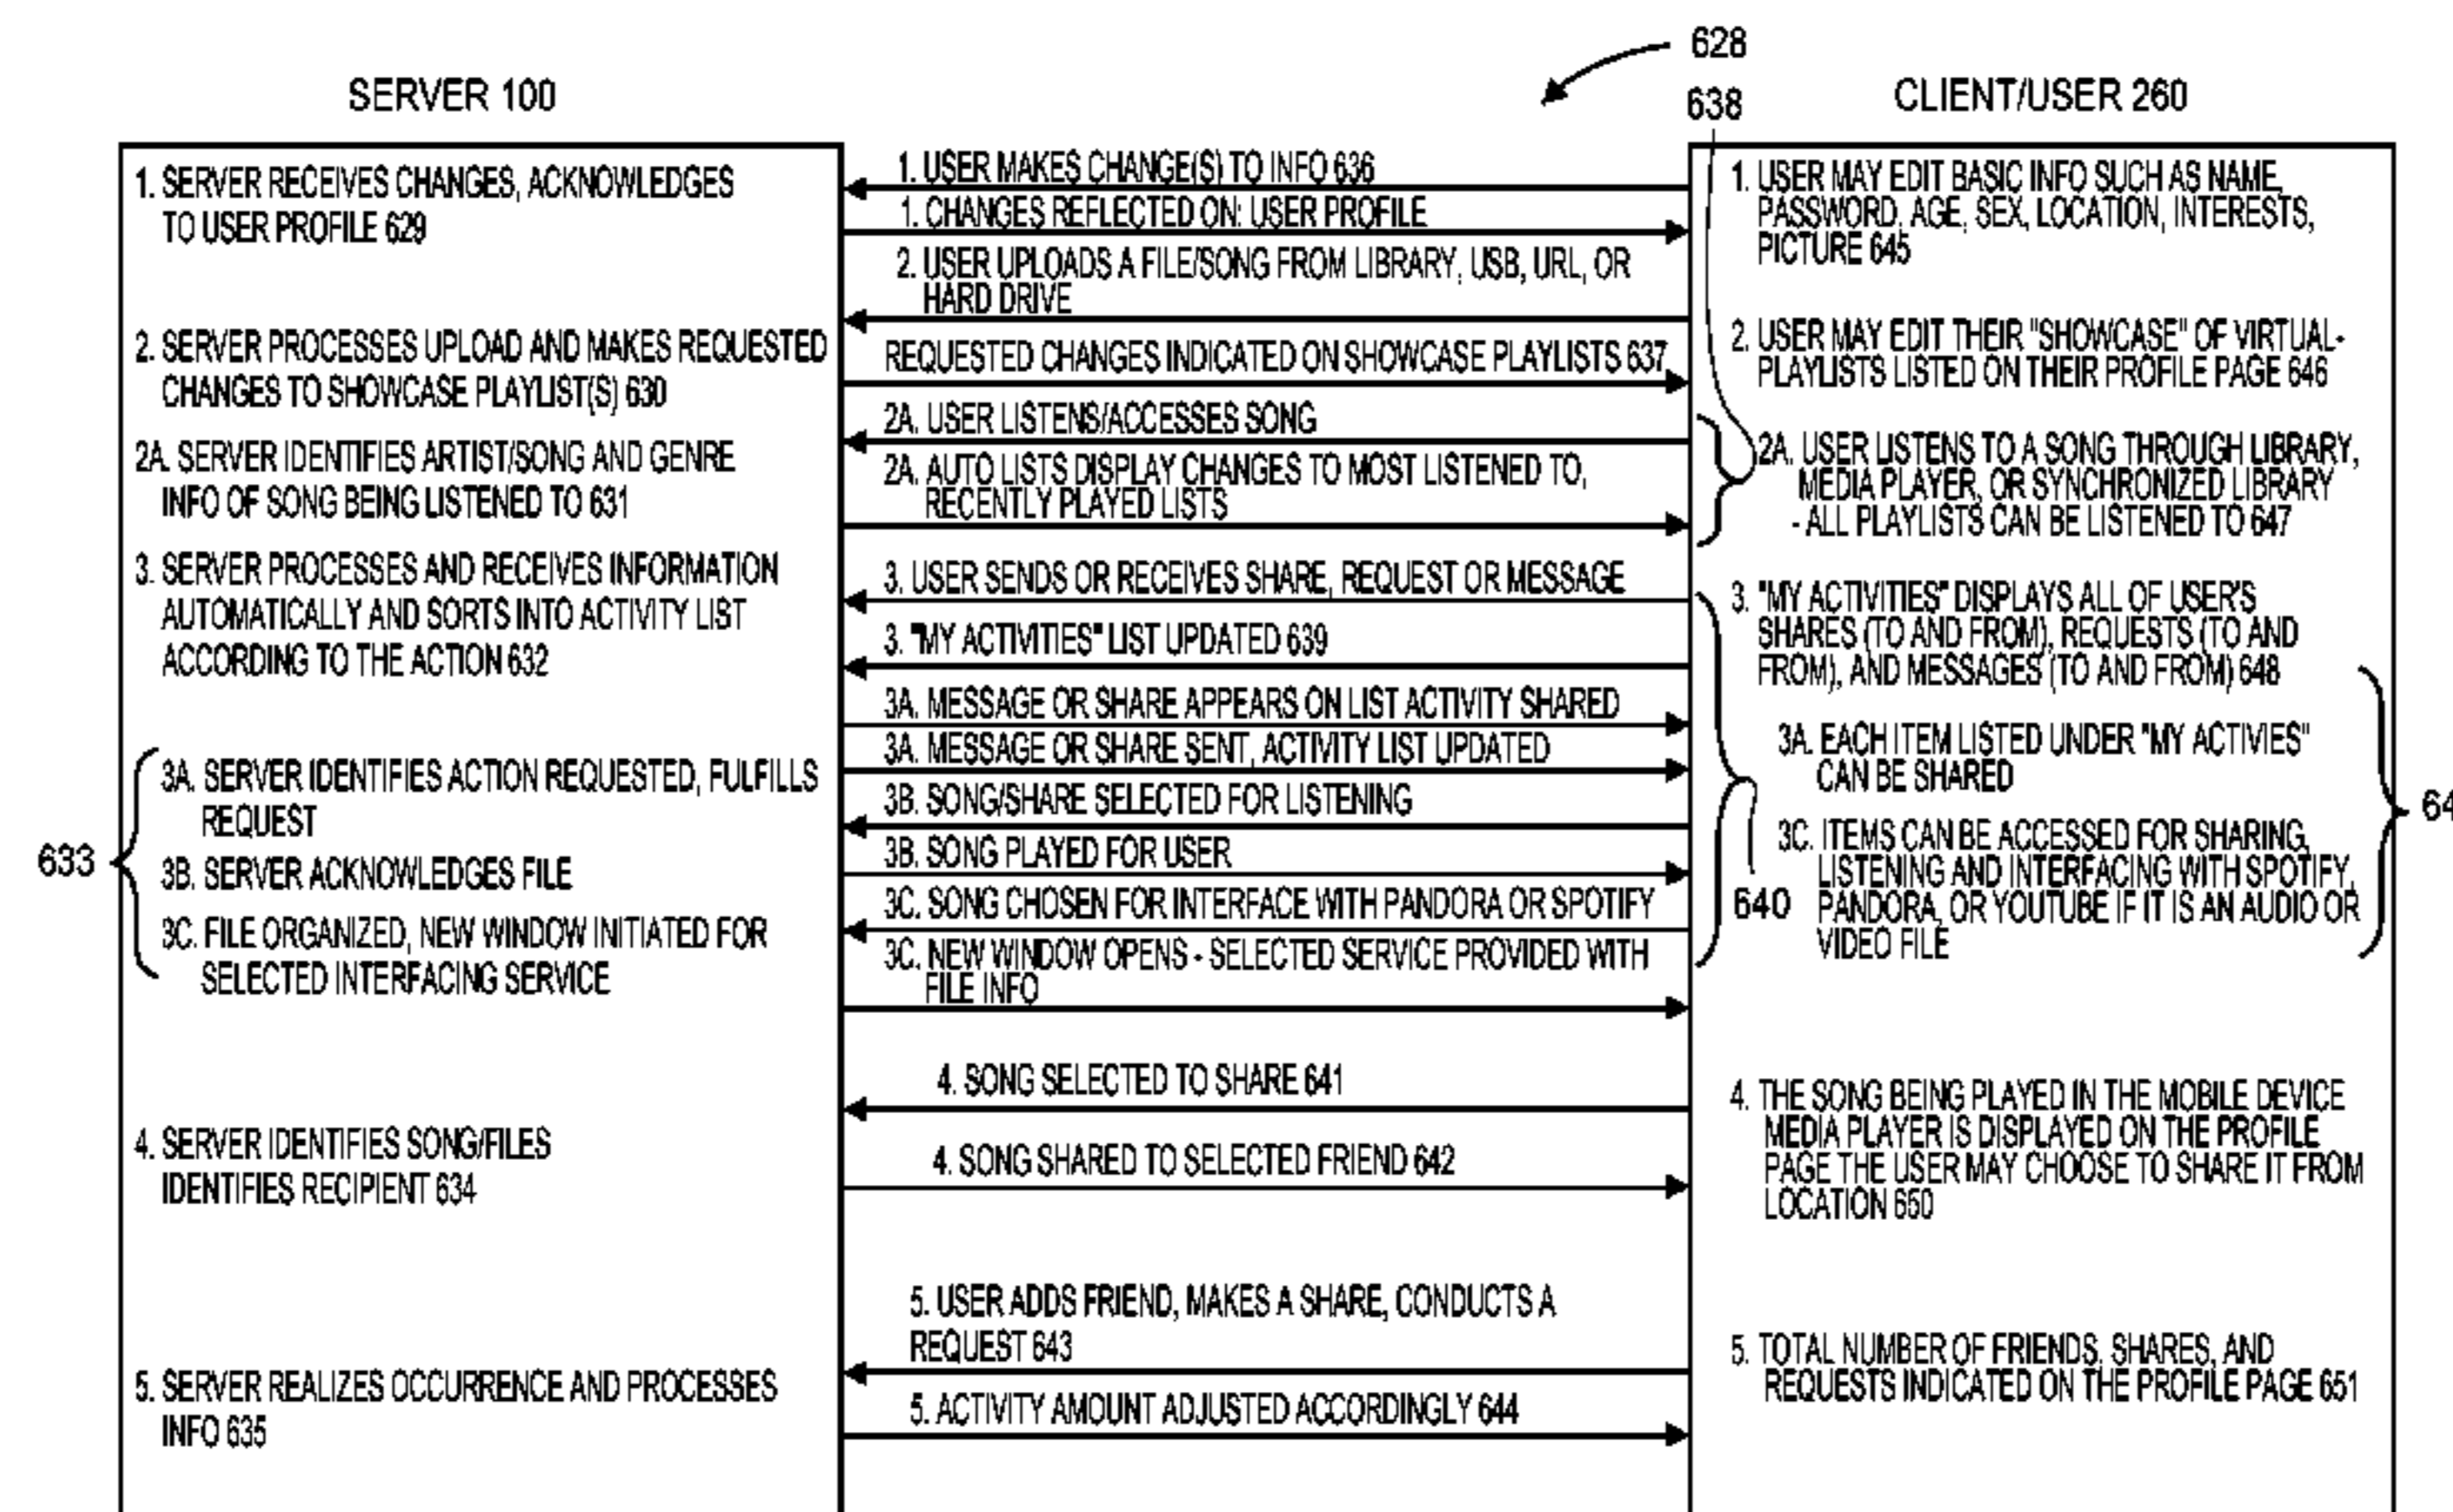 628
SERVER 100
638
CLIENT/USER 260
1. SERVER RECEIVES CHANGES, ACKNOWLEDGES
TO USER PROFILE 629
2. SERVER PROCESSES UPLOAD AND MAKES REQUESTED
CHANGES TO SHOWCASE PLAYLIST(S) 630
2A. SERVER IDENTIFIES ARTIST/SONG AND GENRE
INFO OF SONG BEING LISTENED TO 631
3. SERVER PROCESSES AND RECEIVES INFORMATION
AUTOMATICALLY AND SORTS INTO ACTIVITY LIST
ACCORDING TO THE ACTION 632
633
3A. SERVER IDENTIFIES ACTION REQUESTED, FULFILLS
REQUEST
3B. SERVER ACKNOWLEDGES FILE
3C. FILE ORGANIZED, NEW WINDOW INITIATED FOR
SELECTED INTERFACING SERVICE
4. SERVER IDENTIFIES SONG/FILES
IDENTIFIES RECIPIENT 634
5. SERVER REALIZES OCCURRENCE AND PROCESSES
INFO 635
1. USER MAKES CHANGE(S) TO INFO 636
1. CHANGES REFLECTED ON: USER PROFILE
2. USER UPLOADS A FILE/SONG FROM LIBRARY, USB, URL, OR
HARD DRIVE
REQUESTED CHANGES INDICATED ON SHOWCASE PLAYLISTS 637
2A. USER LISTENS/ACCESSES SONG
2A. AUTO LISTS DISPLAY CHANGES TO MOST LISTENED TO,
RECENTLY PLAYED LISTS
3. USER SENDS OR RECEIVES SHARE, REQUEST OR MESSAGE
3. "MY ACTIVITIES" LIST UPDATED 639
3A. MESSAGE OR SHARE APPEARS ON LIST ACTIVITY SHARED
3A. MESSAGE OR SHARE SENT, ACTIVITY LIST UPDATED
3B. SONG/SHARE SELECTED FOR LISTENING
3B. SONG PLAYED FOR USER
3C. SONG CHOSEN FOR INTERFACE WITH PANDORA OR SPOTIFY
3C. NEW WINDOW OPENS - SELECTED SERVICE PROVIDED WITH
FILE INFO
4. SONG SELECTED TO SHARE 641
4. SONG SHARED TO SELECTED FRIEND 642
5. USER ADDS FRIEND, MAKES A SHARE, CONDUCTS A
REQUEST 643
5. ACTIVITY AMOUNT ADJUSTED ACCORDINGLY 644
1. USER MAY EDIT BASIC INFO SUCH AS NAME,
PASSWORD, AGE, SEX, LOCATION, INTERESTS,
PICTURE 645
2. USER MAY EDIT THEIR "SHOWCASE" OF VIRTUAL-
PLAYLISTS LISTED ON THEIR PROFILE PAGE 646
2A. USER LISTENS TO A SONG THROUGH LIBRARY,
MEDIA PLAYER, OR SYNCHRONIZED LIBRARY
- ALL PLAYLISTS CAN BE LISTENED TO 647
3. "MY ACTIVITIES" DISPLAYS ALL OF USER'S
SHARES (TO AND FROM), REQUESTS (TO AND
FROM), AND MESSAGES (TO AND FROM) 648
3A. EACH ITEM LISTED UNDER "MY ACTIVIES"
CAN BE SHARED
3C. ITEMS CAN BE ACCESSED FOR SHARING,
LISTENING AND INTERFACING WITH SPOTIFY,
PANDORA, OR YOUTUBE IF IT IS AN AUDIO OR
VIDEO FILE
640
4. THE SONG BEING PLAYED IN THE MOBILE DEVICE
MEDIA PLAYER IS DISPLAYED ON THE PROFILE
PAGE THE USER MAY CHOOSE TO SHARE IT FROM
LOCATION 650
5. TOTAL NUMBER OF FRIENDS, SHARES, AND
REQUESTS INDICATED ON THE PROFILE PAGE 651